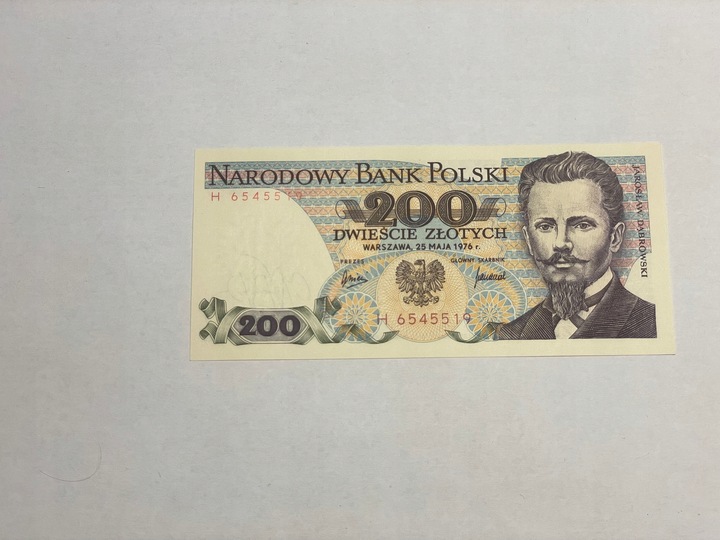 NARODOWY BANK POLSKI
H 6545519
200
DWIEŚCIE ZŁOTYCH
WARSZAWA, 25 MAJA 1976 r.
PREZES
GŁÓWNY SKARBNIK
JAROSŁAW DĄBROWSKI
200
H 6545519